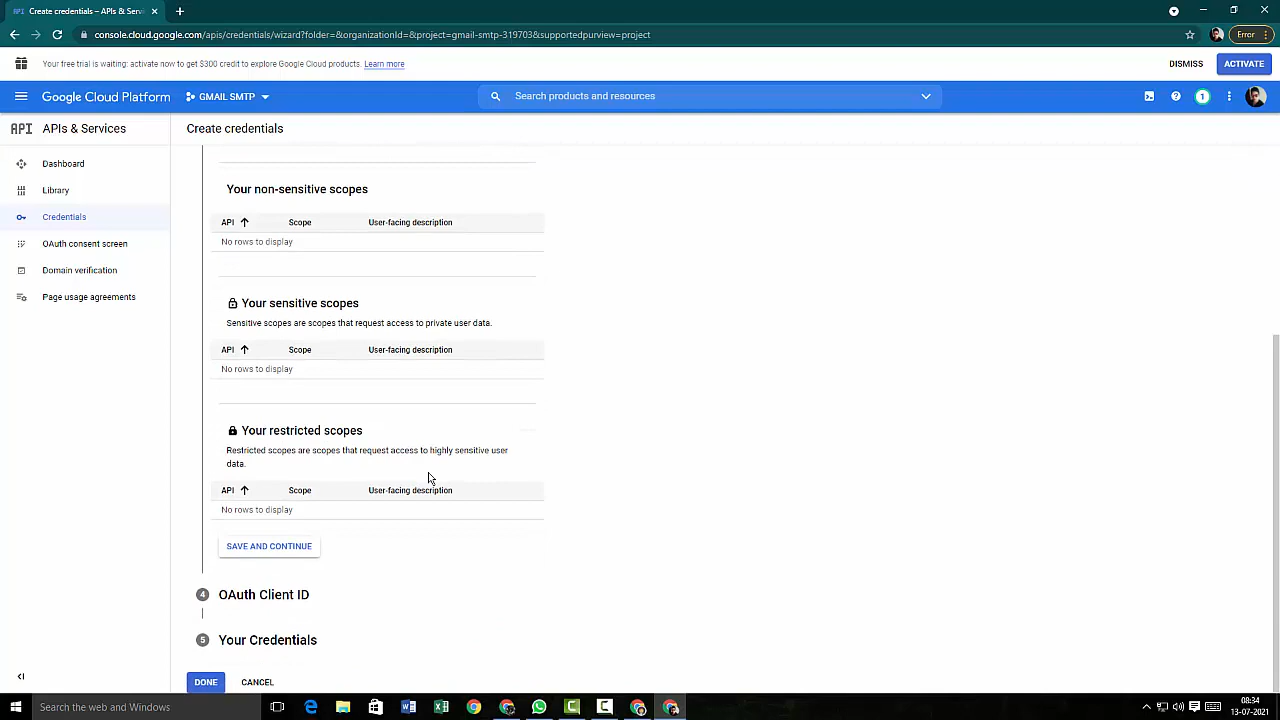 API Create credentials – APIs & Serv
console.cloud.google.com/apis/credentials/wizard?folder=&organizationId=&project=gmail-smtp-319703&supportedpurview=project
Error
Your free trial is waiting: activate now to get $300 credit to explore Google Cloud products. Learn more
DISMISS
ACTIVATE
Google Cloud Platform
GMAIL SMTP
Search products and resources
1
API APIs & Services
Create credentials
Dashboard
Library
Credentials
OAuth consent screen
Domain verification
Page usage agreements
Your non-sensitive scopes
API Scope User-facing description
No rows to display
Your sensitive scopes
Sensitive scopes are scopes that request access to private user data.
API Scope User-facing description
No rows to display
Your restricted scopes
Restricted scopes are scopes that request access to highly sensitive user
data.
API Scope User-facing description
No rows to display
SAVE AND CONTINUE
4 OAuth Client ID
5 Your Credentials
DONE CANCEL
Search the web and Windows
08:34
13-07-2021